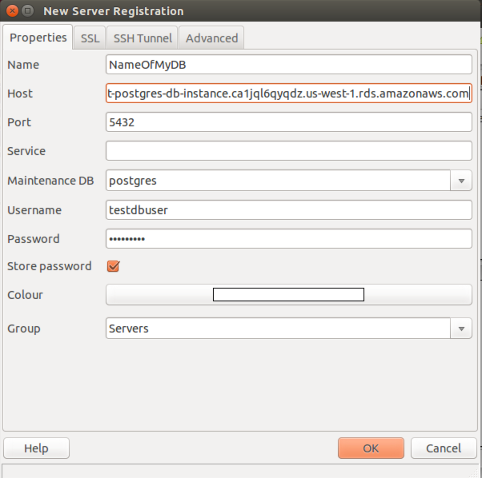 New Server Registration
Properties SSL SSH Tunnel Advanced
Name NameOfMyDB
Host t-postgres-db-instance.ca1jql6qyqdz.us-west-1.rds.amazonaws.com
Port 5432
Service
Maintenance DB postgres
Username testdbuser
Password •••••••••
Store password
Colour
Group Servers
Help OK Cancel